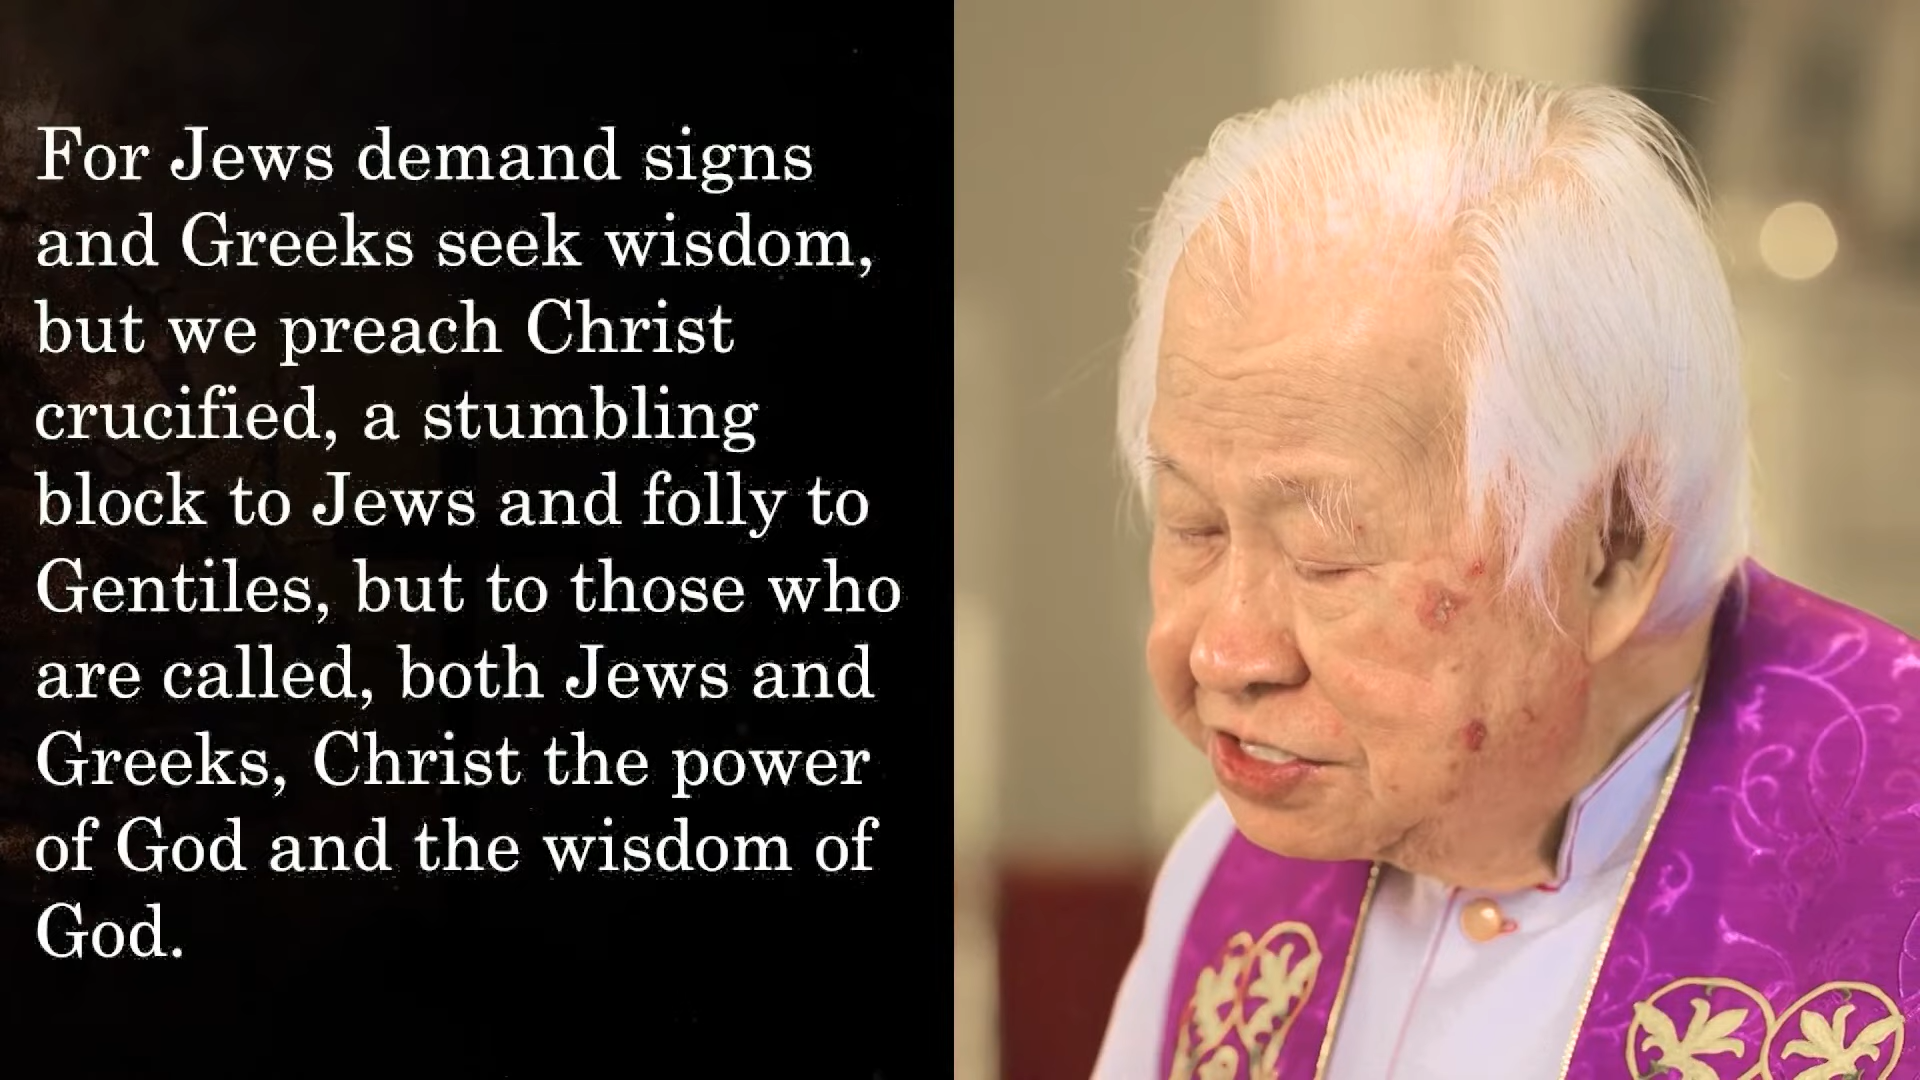 For Jews demand signs
and Greeks seek wisdom,
but we preach Christ
crucified, a stumbling
block to Jews and folly to
Gentiles, but to those who
are called, both Jews and
Greeks, Christ the power
of God and the wisdom of
God.